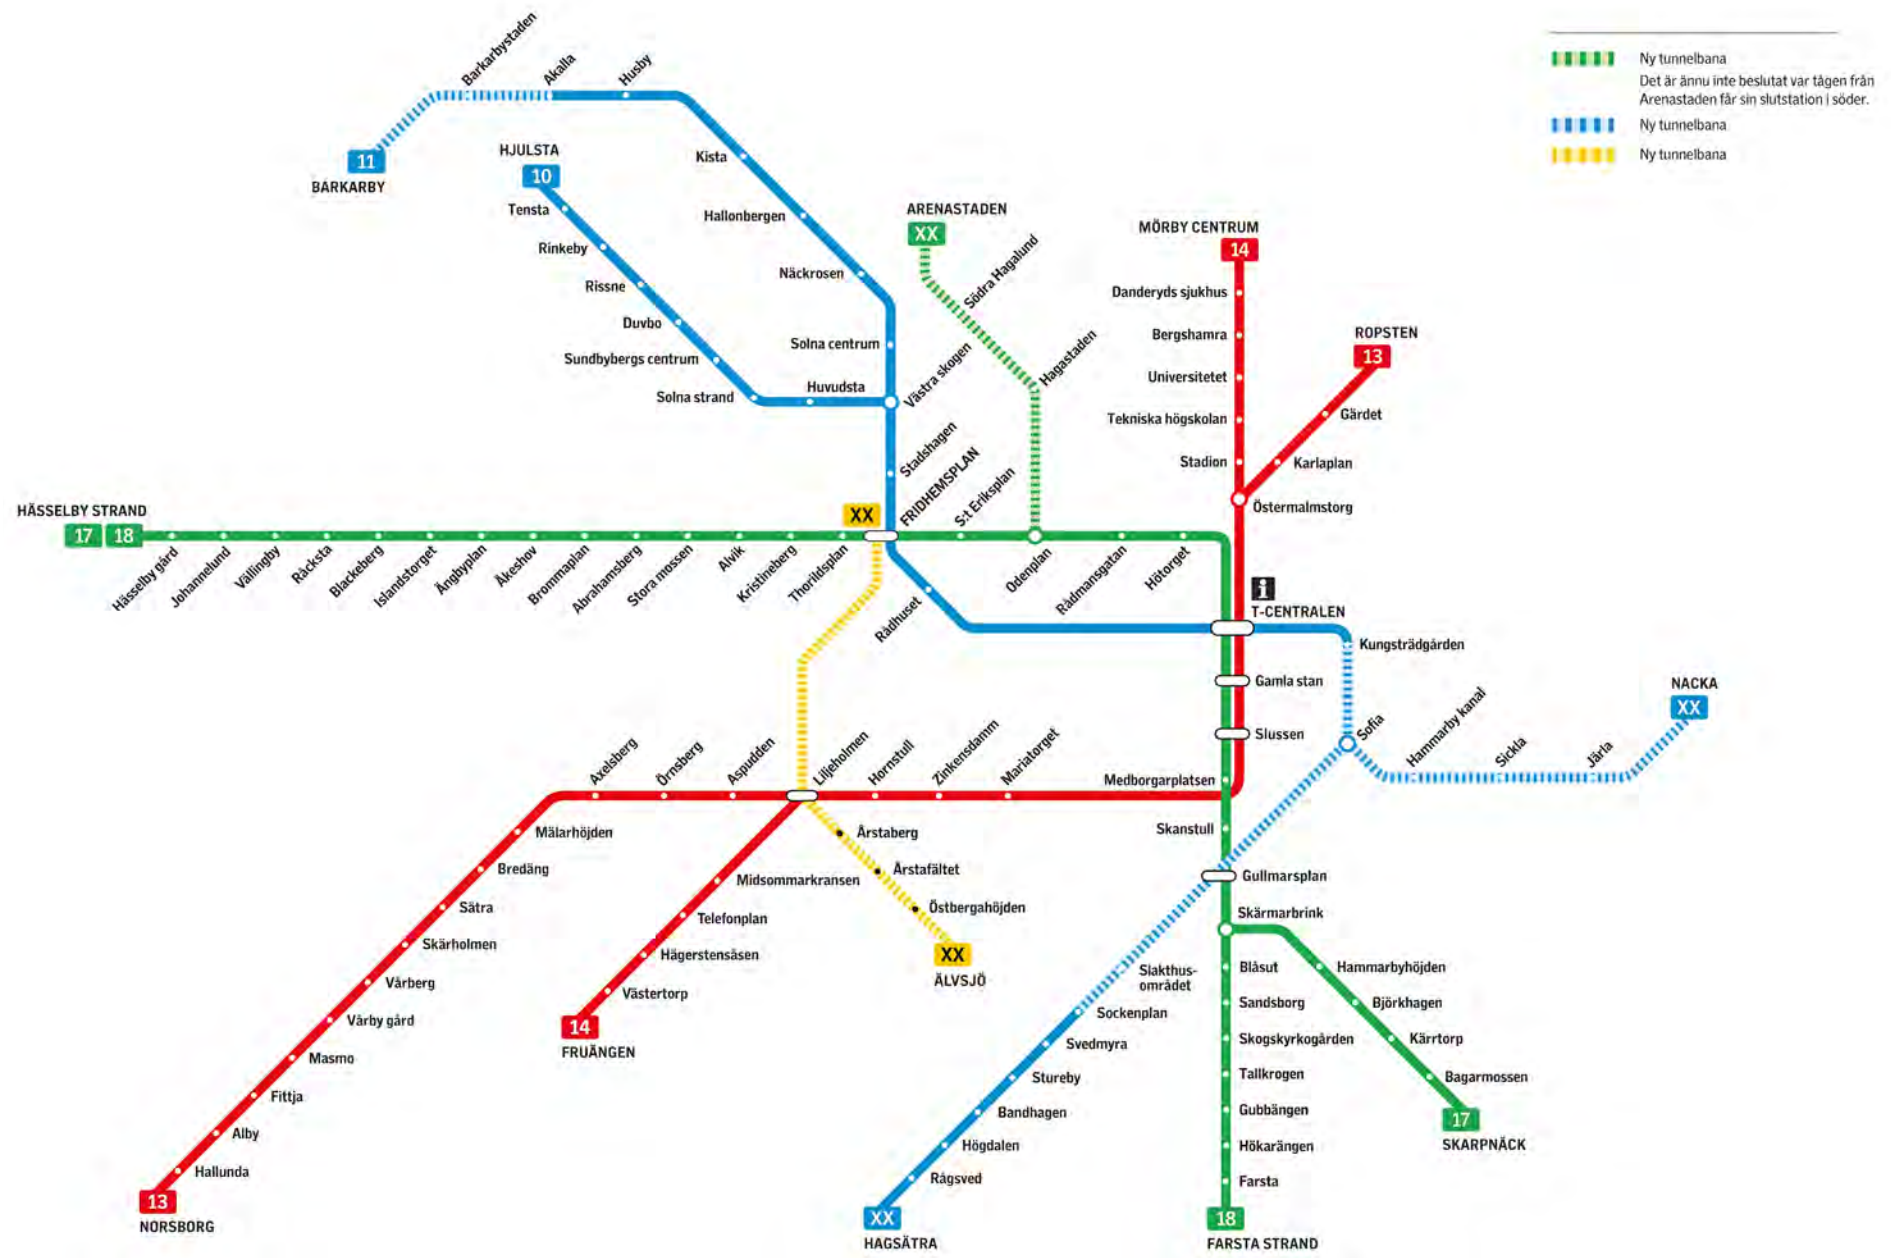 Ny tunnelbana
Det är ännu inte beslutat var tågen från
Arenastaden får sin slutstation i söder.
Ny tunnelbana
Ny tunnelbana
Barkarbystaden
Akalla
Husby
11
BARKARBY
HJULSTA
10
Kista
Hallonbergen
Näckrosen
Solna centrum
Västra skogen
Stadshagen
FRIDHEMSPLAN
Tensta
Rinkeby
Rissne
Duvbo
Sundbybergs centrum
Solna strand
Huvudsta
ARENASTADEN
XX
Södra Hagalund
Hagastaden
MÖRBY CENTRUM
14
Danderyds sjukhus
Bergshamra
Universitetet
Tekniska högskolan
Stadion
ROPSTEN
13
Gärdet
Karlaplan
Östermalmstorg
HÄSSELBY STRAND
17
18
Hässelby gård
Johannelund
Vällingby
Råcksta
Blackeberg
Islandstorget
Ängbyplan
Åkeshov
Brommaplan
Abrahamsberg
Stora mossen
Alvik
Kristineberg
Thorildsplan
XX
S:t Eriksplan
Odenplan
Rådmansgatan
Hötorget
Rådhuset
i
T-CENTRALEN
Kungsträdgården
Gamla stan
Slussen
Sofia
Hammarby kanal
Sickla
Järla
NACKA
XX
Medborgarplatsen
Skanstull
Gullmarsplan
Skärmarbrink
Axelsberg
Örnsberg
Aspudden
Liljeholmen
Hornstull
Zinkensdamm
Mariatorget
Mälarhöjden
Bredäng
Sätra
Skärholmen
Vårberg
Vårby gård
Masmo
Fittja
Alby
Hallunda
13
NORSBORG
Midsommarkransen
Telefonplan
Hägerstensåsen
Västertorp
14
FRUÄNGEN
Årstaberg
Årstafältet
Östbergahöjden
XX
ÄLVSJÖ
Slakthus-
området
Sockenplan
Svedmyra
Stureby
Bandhagen
Högdalen
Rågsved
XX
HAGSÄTRA
Blåsut
Sandsborg
Skogskyrkogården
Tallkrogen
Gubbängen
Hökarängen
Farsta
18
FARSTA STRAND
Hammarbyhöjden
Björkhagen
Kärrtorp
Bagarmossen
17
SKARPNÄCK